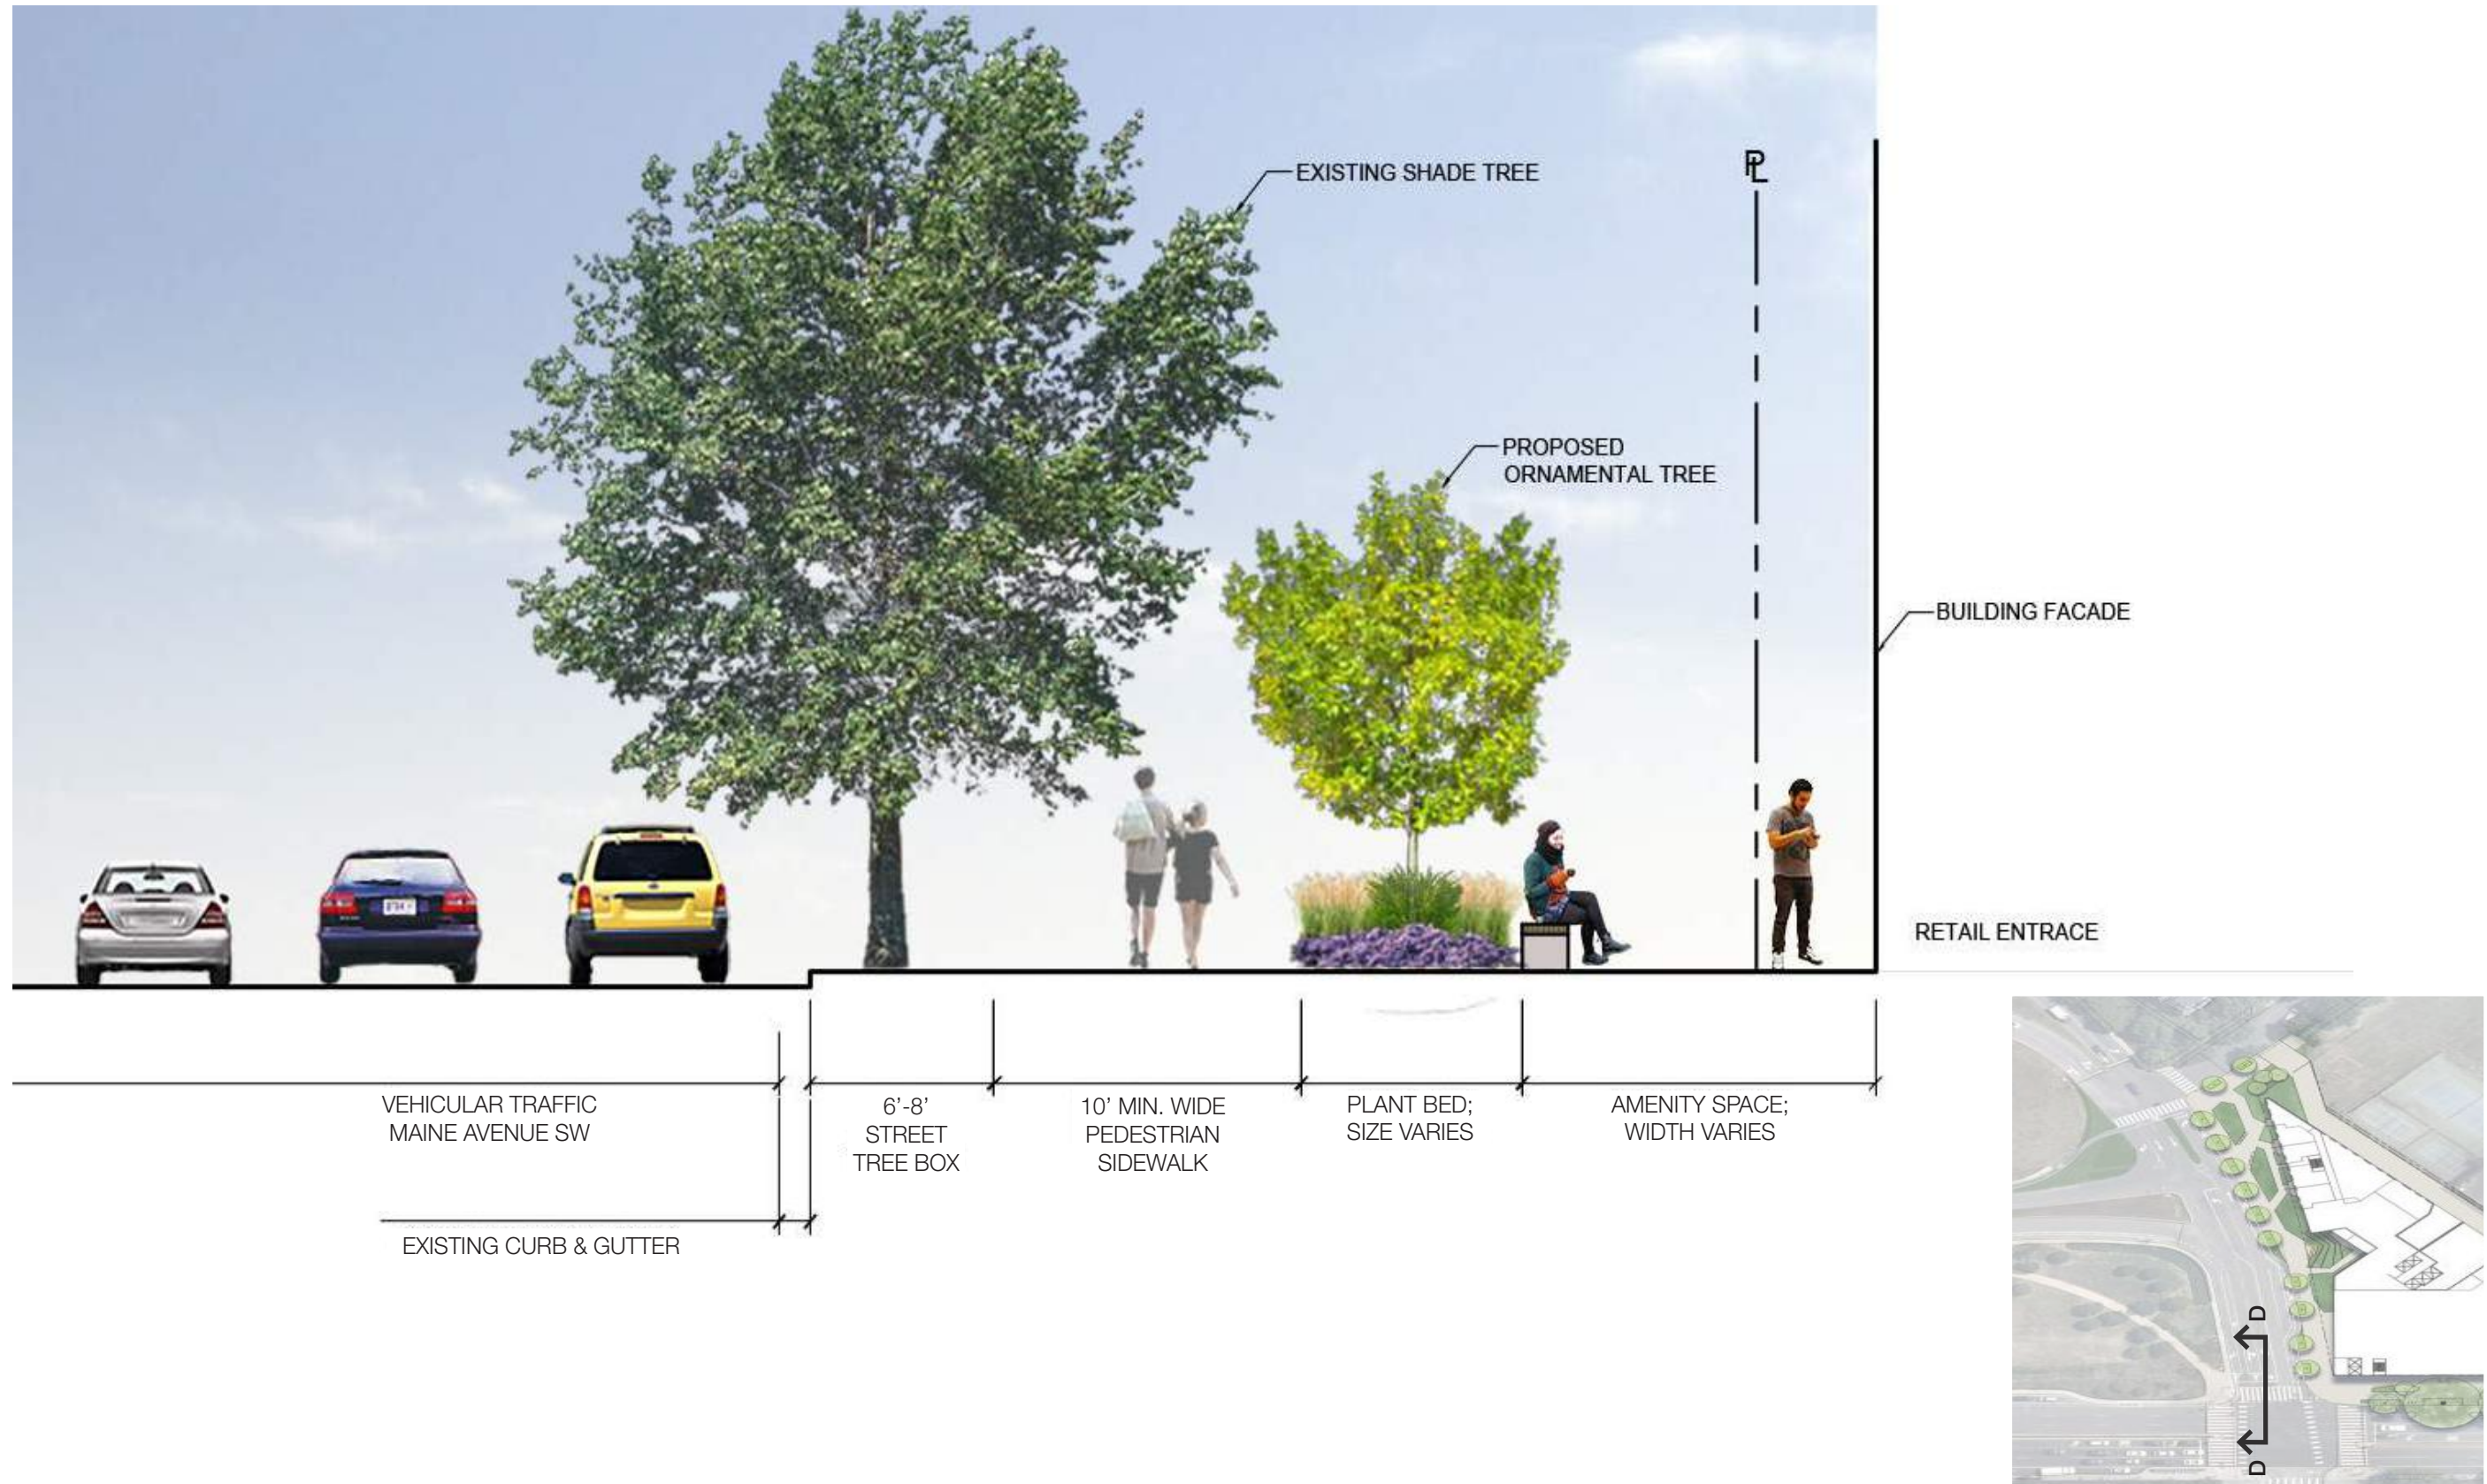 EXISTING SHADE TREE
PL
PROPOSED
ORNAMENTAL TREE
BUILDING FACADE
RETAIL ENTRACE
VEHICULAR TRAFFIC
MAINE AVENUE SW
6’-8’
STREET
TREE BOX
10’ MIN. WIDE
PEDESTRIAN
SIDEWALK
PLANT BED;
SIZE VARIES
AMENITY SPACE;
WIDTH VARIES
EXISTING CURB & GUTTER
D
D